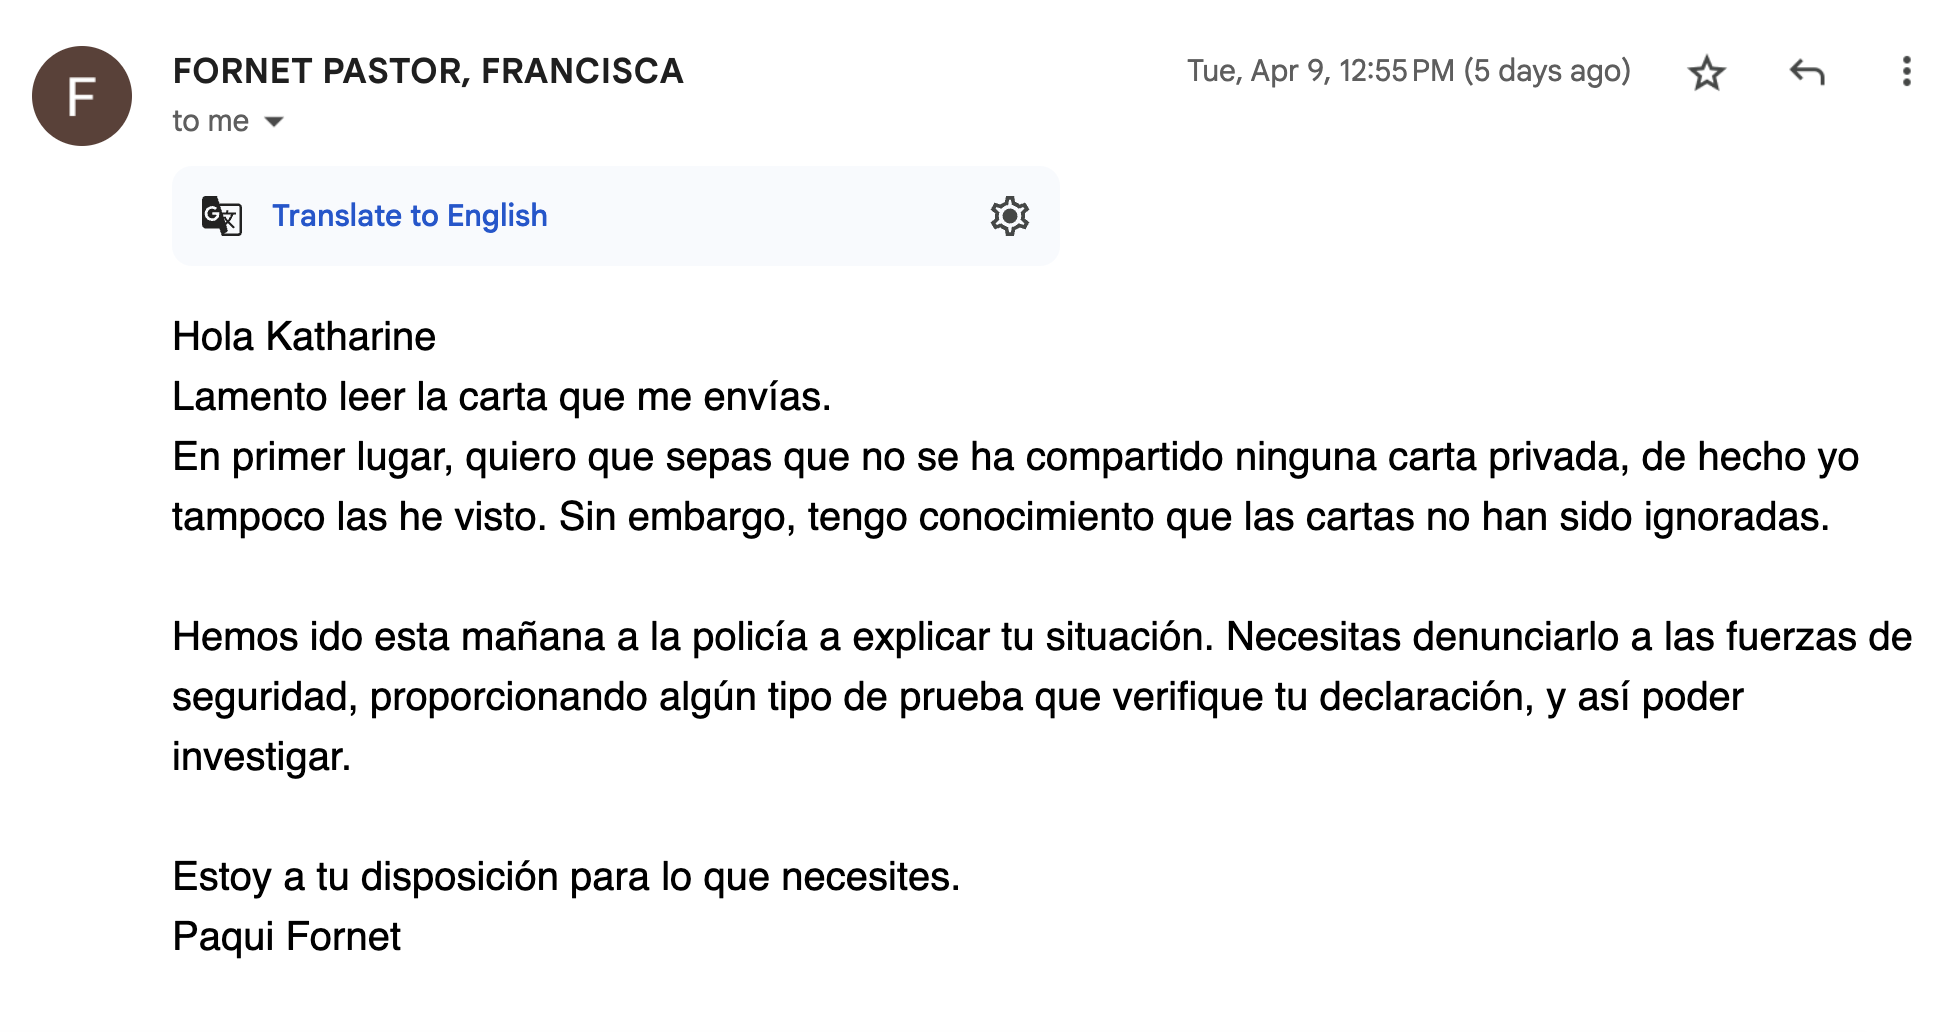 F
FORNET PASTOR, FRANCISCA
Tue, Apr 9, 12:55 PM (5 days ago)
to me
G文
Translate to English
Hola Katharine
Lamento leer la carta que me envías.
En primer lugar, quiero que sepas que no se ha compartido ninguna carta privada, de hecho yo
tampoco las he visto. Sin embargo, tengo conocimiento que las cartas no han sido ignoradas.
Hemos ido esta mañana a la policía a explicar tu situación. Necesitas denunciarlo a las fuerzas de
seguridad, proporcionando algún tipo de prueba que verifique tu declaración, y así poder
investigar.
Estoy a tu disposición para lo que necesites.
Paqui Fornet